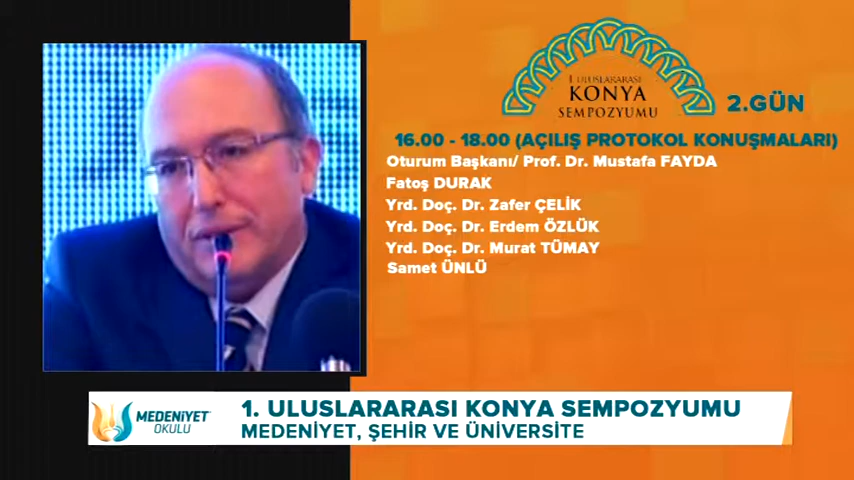 1. ULUSLARARASI
KONYA
SEMPOZYUMU
2.GÜN
16.00 - 18.00 (AÇILIŞ PROTOKOL KONUŞMALARI)
Oturum Başkanı/ Prof. Dr. Mustafa FAYDA
Fatoş DURAK
Yrd. Doç. Dr. Zafer ÇELİK
Yrd. Doç. Dr. Erdem ÖZLÜK
Yrd. Doç. Dr. Murat TÜMAY
Samet ÜNLÜ
MEDENİYET
OKULU
1. ULUSLARARASI KONYA SEMPOZYUMU
MEDENİYET, ŞEHİR VE ÜNİVERSİTE